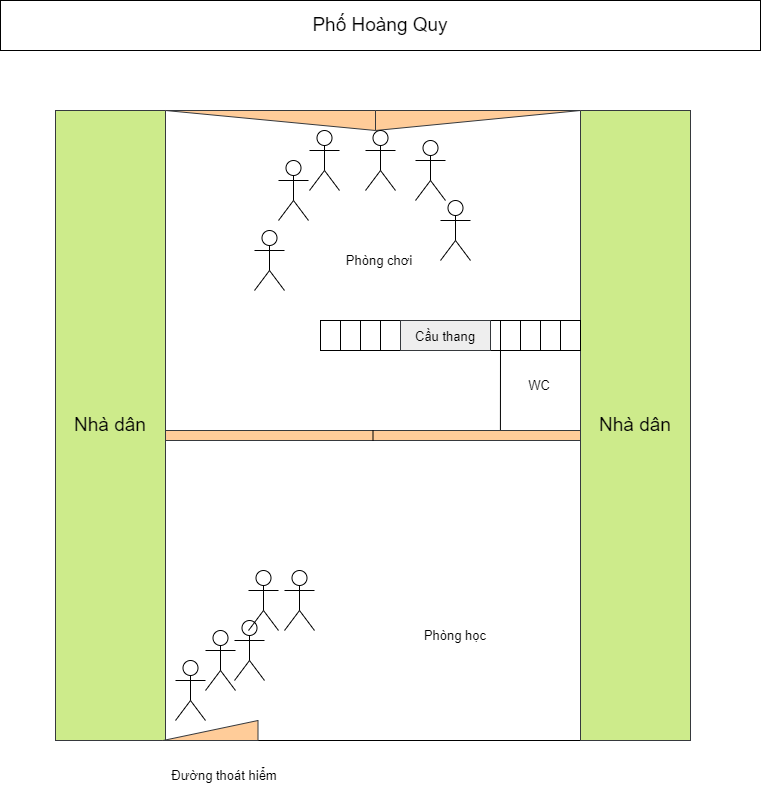 Phố Hoàng Quy
Phòng chơi
Cầu thang
WC
Nhà dân
Nhà dân
Phòng học
Đường thoát hiểm